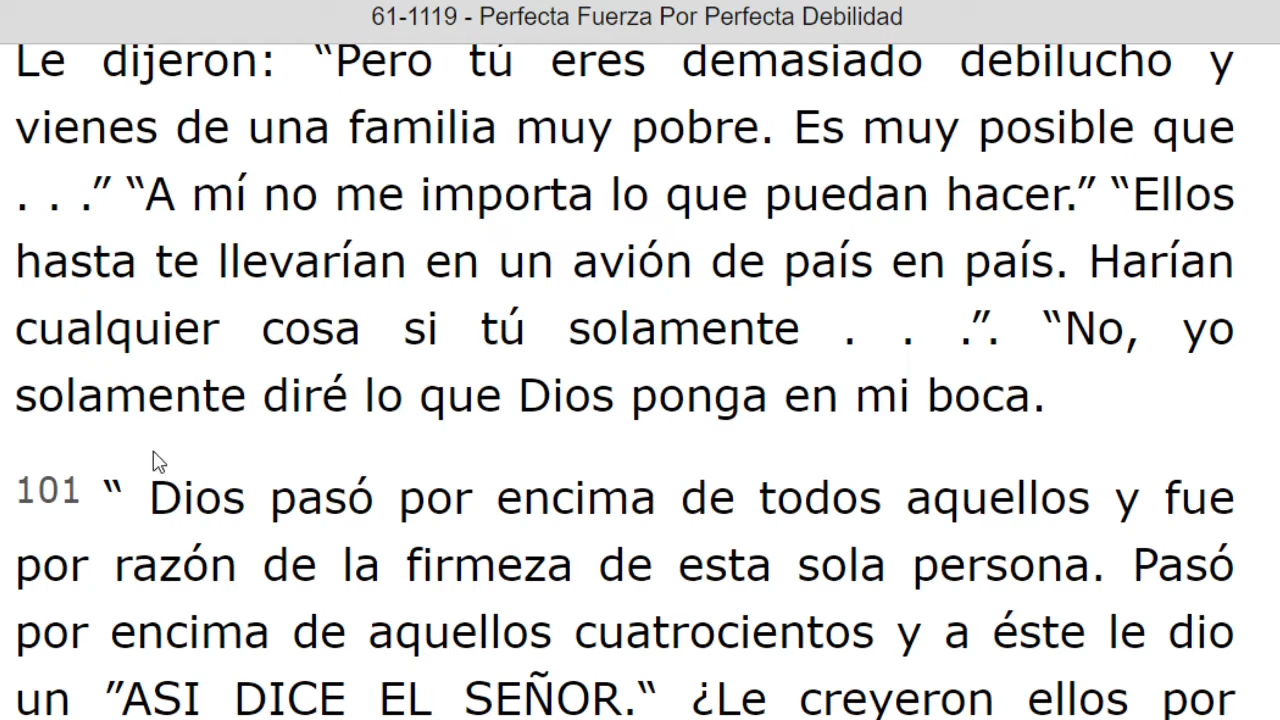 61-1119 - Perfecta Fuerza Por Perfecta Debilidad
Le dijeron: “Pero tú eres demasiado debilucho y
vienes de una familia muy pobre. Es muy posible que
. . .” “A mí no me importa lo que puedan hacer.” “Ellos
hasta te llevarían en un avión de país en país. Harían
cualquier cosa si tú solamente . . .”. “No, yo
solamente diré lo que Dios ponga en mi boca.
101 “ Dios pasó por encima de todos aquellos y fue
por razón de la firmeza de esta sola persona. Pasó
por encima de aquellos cuatrocientos y a éste le dio
un ”ASI DICE EL SEÑOR.“ ¿Le creyeron ellos por